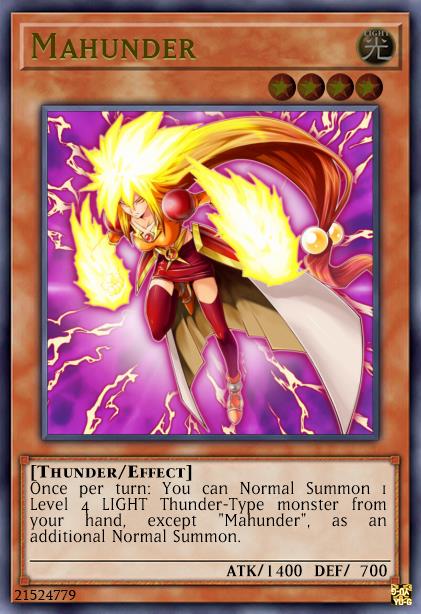 MAHUNDER
LIGHT
光
[THUNDER/EFFECT]
Once per turn: You can Normal Summon 1
Level 4 LIGHT Thunder-Type monster from
your hand, except "Mahunder", as an
additional Normal Summon.
ATK/1400 DEF/ 700
21524779